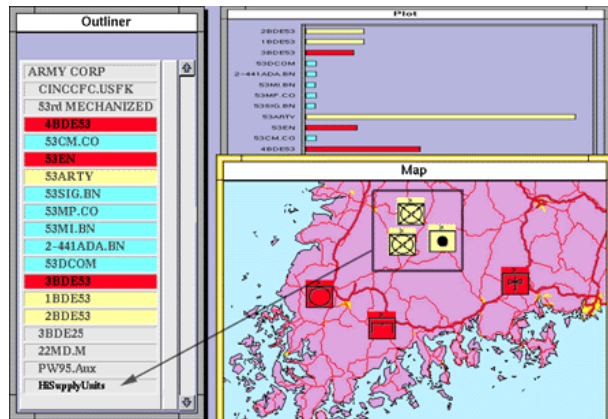 Outliner
ARMY CORP
CINCCFC.USFK
53rd MECHANIZED
4BDE53
53CM.CO
53EN
53ARTY
53SIG.BN
53MP.CO
53MI.BN
2-441ADA.BN
53DCOM
3BDE53
1BDE53
2BDE53
3BDE25
22MD.M
PW95.Aux
HiSupplyUnits
Plot
2BDE53
1BDE53
3BDE53
53DCOM
2-441ADA.BN
53MI.BN
53MP.CO
53SIG.BN
53ARTY
53EN
53CM.CO
4BDE53
Map